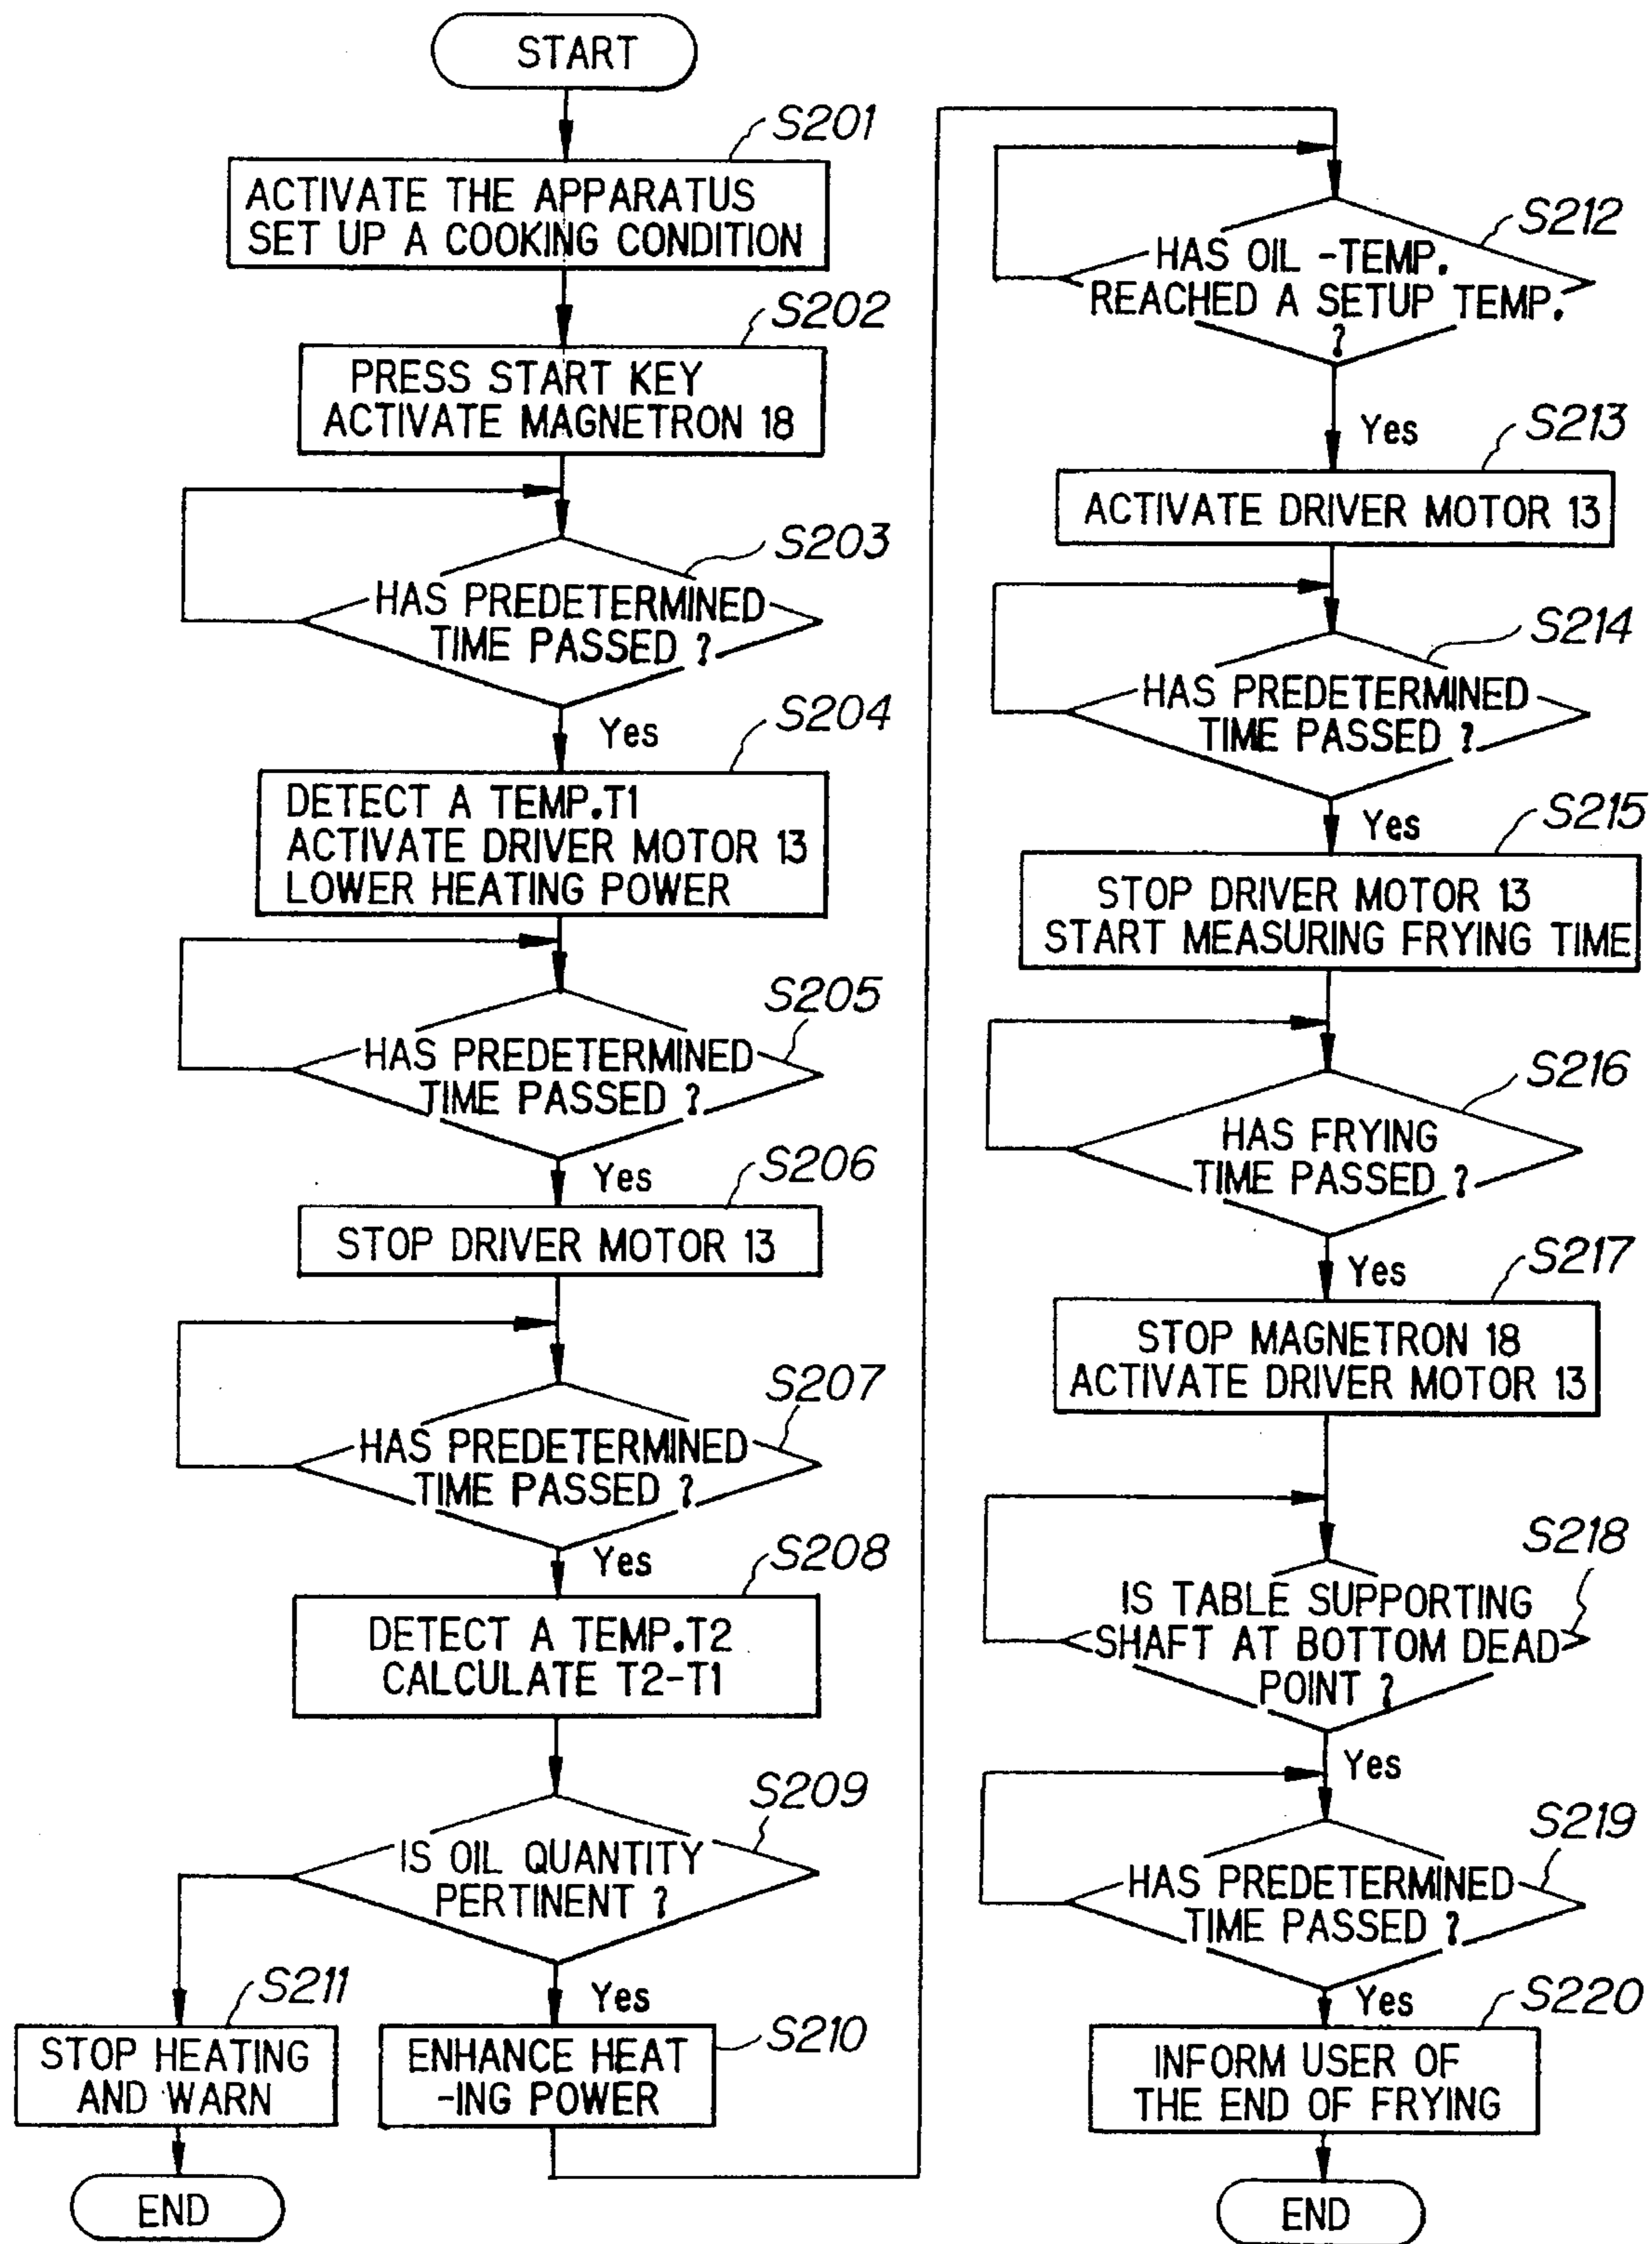 START
S201
ACTIVATE THE APPARATUS
SET UP A COOKING CONDITION
S202
PRESS START KEY
ACTIVATE MAGNETRON 18
S203
HAS PREDETERMINED
TIME PASSED ?
Yes
S204
DETECT A TEMP.T1
ACTIVATE DRIVER MOTOR 13
LOWER HEATING POWER
S205
HAS PREDETERMINED
TIME PASSED ?
Yes
S206
STOP DRIVER MOTOR 13
S207
HAS PREDETERMINED
TIME PASSED ?
Yes
S208
DETECT A TEMP.T2
CALCULATE T2-T1
S209
IS OIL QUANTITY
PERTINENT ?
S211
STOP HEATING
AND WARN
END
Yes
S210
ENHANCE HEAT
-ING POWER
S212
HAS OIL -TEMP.
REACHED A SETUP TEMP.
?
Yes
S213
ACTIVATE DRIVER MOTOR 13
S214
HAS PREDETERMINED
TIME PASSED ?
Yes
S215
STOP DRIVER MOTOR 13
START MEASURING FRYING TIME
S216
HAS FRYING
TIME PASSED ?
Yes
S217
STOP MAGNETRON 18
ACTIVATE DRIVER MOTOR 13
S218
IS TABLE SUPPORTING
SHAFT AT BOTTOM DEAD
POINT ?
Yes
S219
HAS PREDETERMINED
TIME PASSED ?
Yes
S220
INFORM USER OF
THE END OF FRYING
END